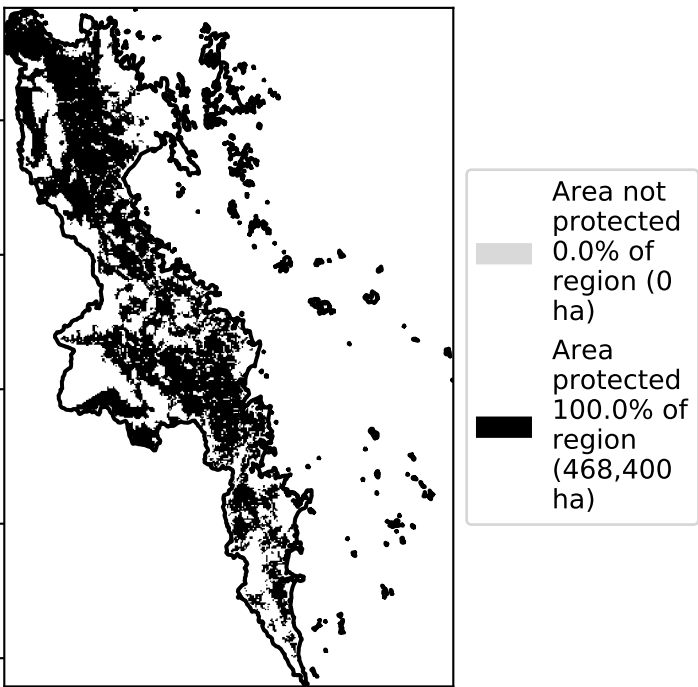 Area not
protected
0.0% of
region (0
ha)
Area
protected
100.0% of
region
(468,400
ha)